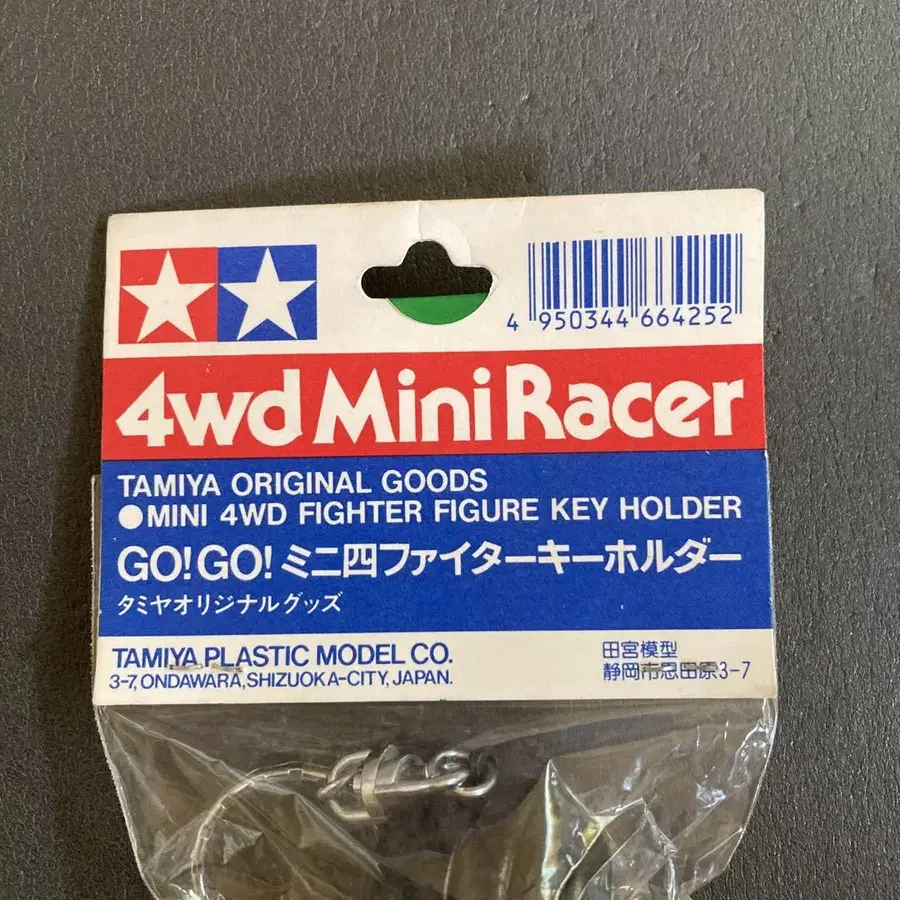 4 950344 664252
4wd Mini Racer
TAMIYA ORIGINAL GOODS
●MINI 4WD FIGHTER FIGURE KEY HOLDER
GO!GO!ミニ四ファイターキーホルダー
タミヤオリジナルグッズ
TAMIYA PLASTIC MODEL CO.
3-7, ONDAWARA, SHIZUOKA-CITY, JAPAN.
田宮模型
静岡市恩田原3-7